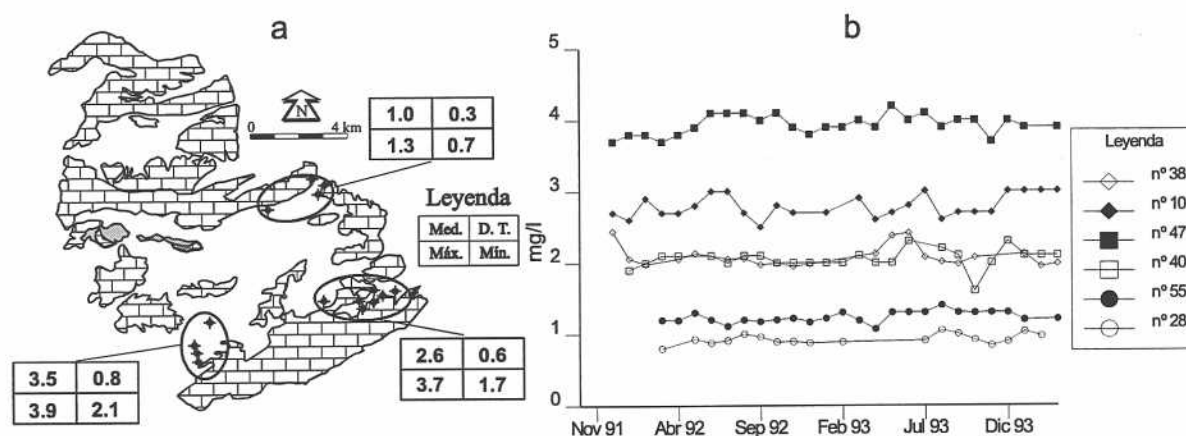 a
N
0 4 km
1.0 0.3
1.3 0.7
Leyenda
Med. D. T.
Máx. Mín.
3.5 0.8
3.9 2.1
2.6 0.6
3.7 1.7
b
mg/l
5
4
3
2
1
0
Nov 91 Abr 92 Sep 92 Feb 93 Jul 93 Dic 93
Leyenda
nº 38
nº 10
nº 47
nº 40
nº 55
nº 28